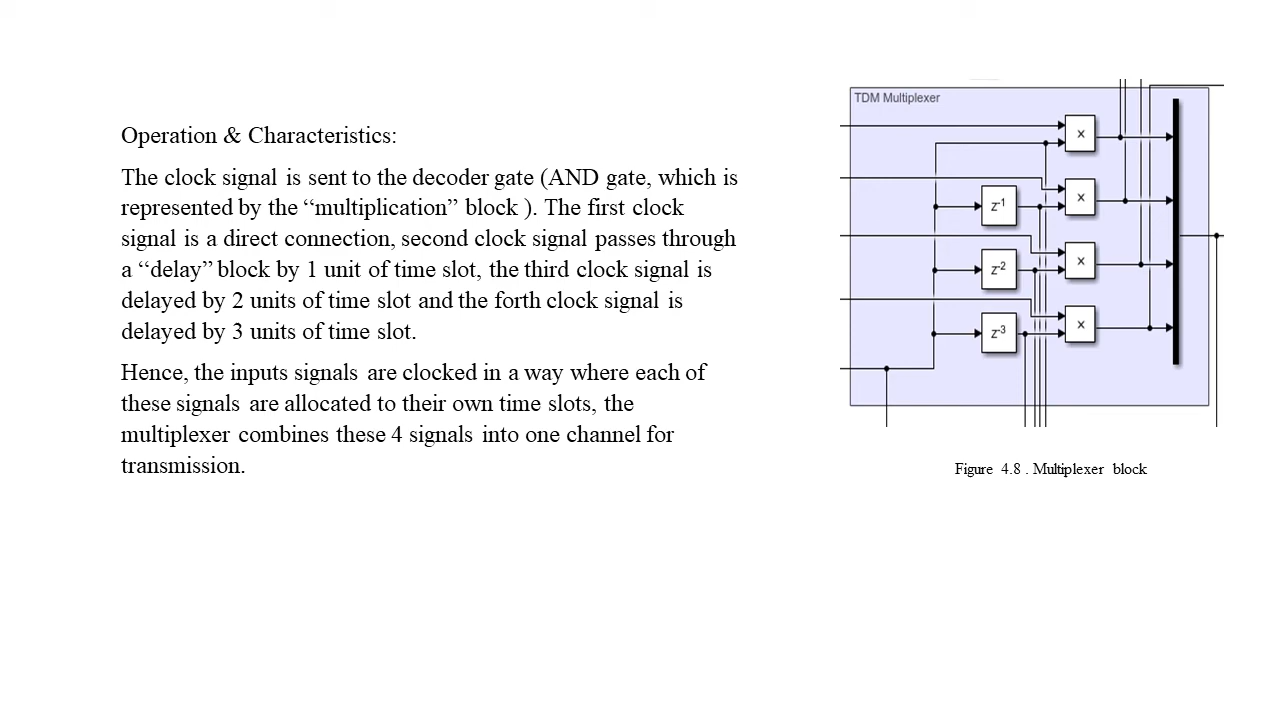 Operation & Characteristics:
The clock signal is sent to the decoder gate (AND gate, which is
represented by the “multiplication” block ). The first clock
signal is a direct connection, second clock signal passes through
a “delay” block by 1 unit of time slot, the third clock signal is
delayed by 2 units of time slot and the forth clock signal is
delayed by 3 units of time slot.
Hence, the inputs signals are clocked in a way where each of
these signals are allocated to their own time slots, the
multiplexer combines these 4 signals into one channel for
transmission.
TDM Multiplexer
×
×
z⁻¹
×
z⁻²
×
z⁻³
Figure 4.8 . Multiplexer block